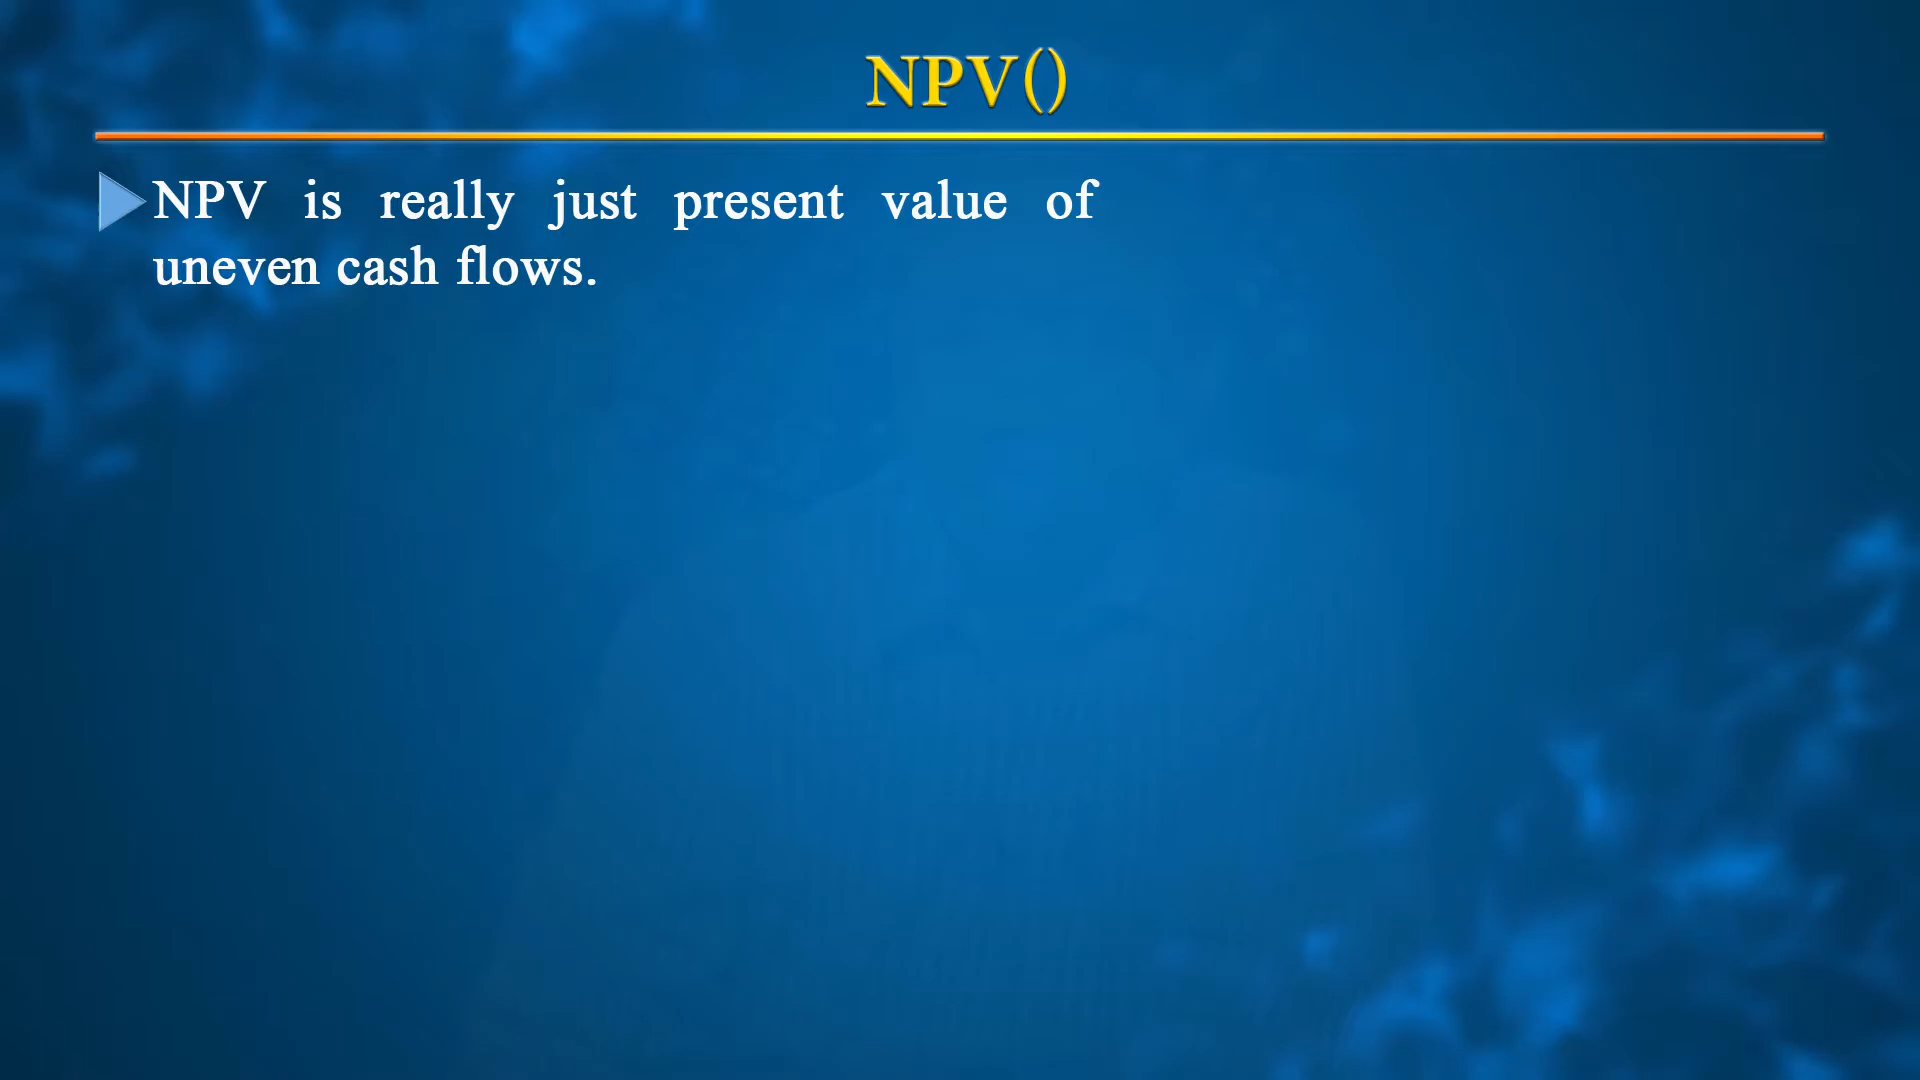 NPV()
NPV is really just present value of
uneven cash flows.